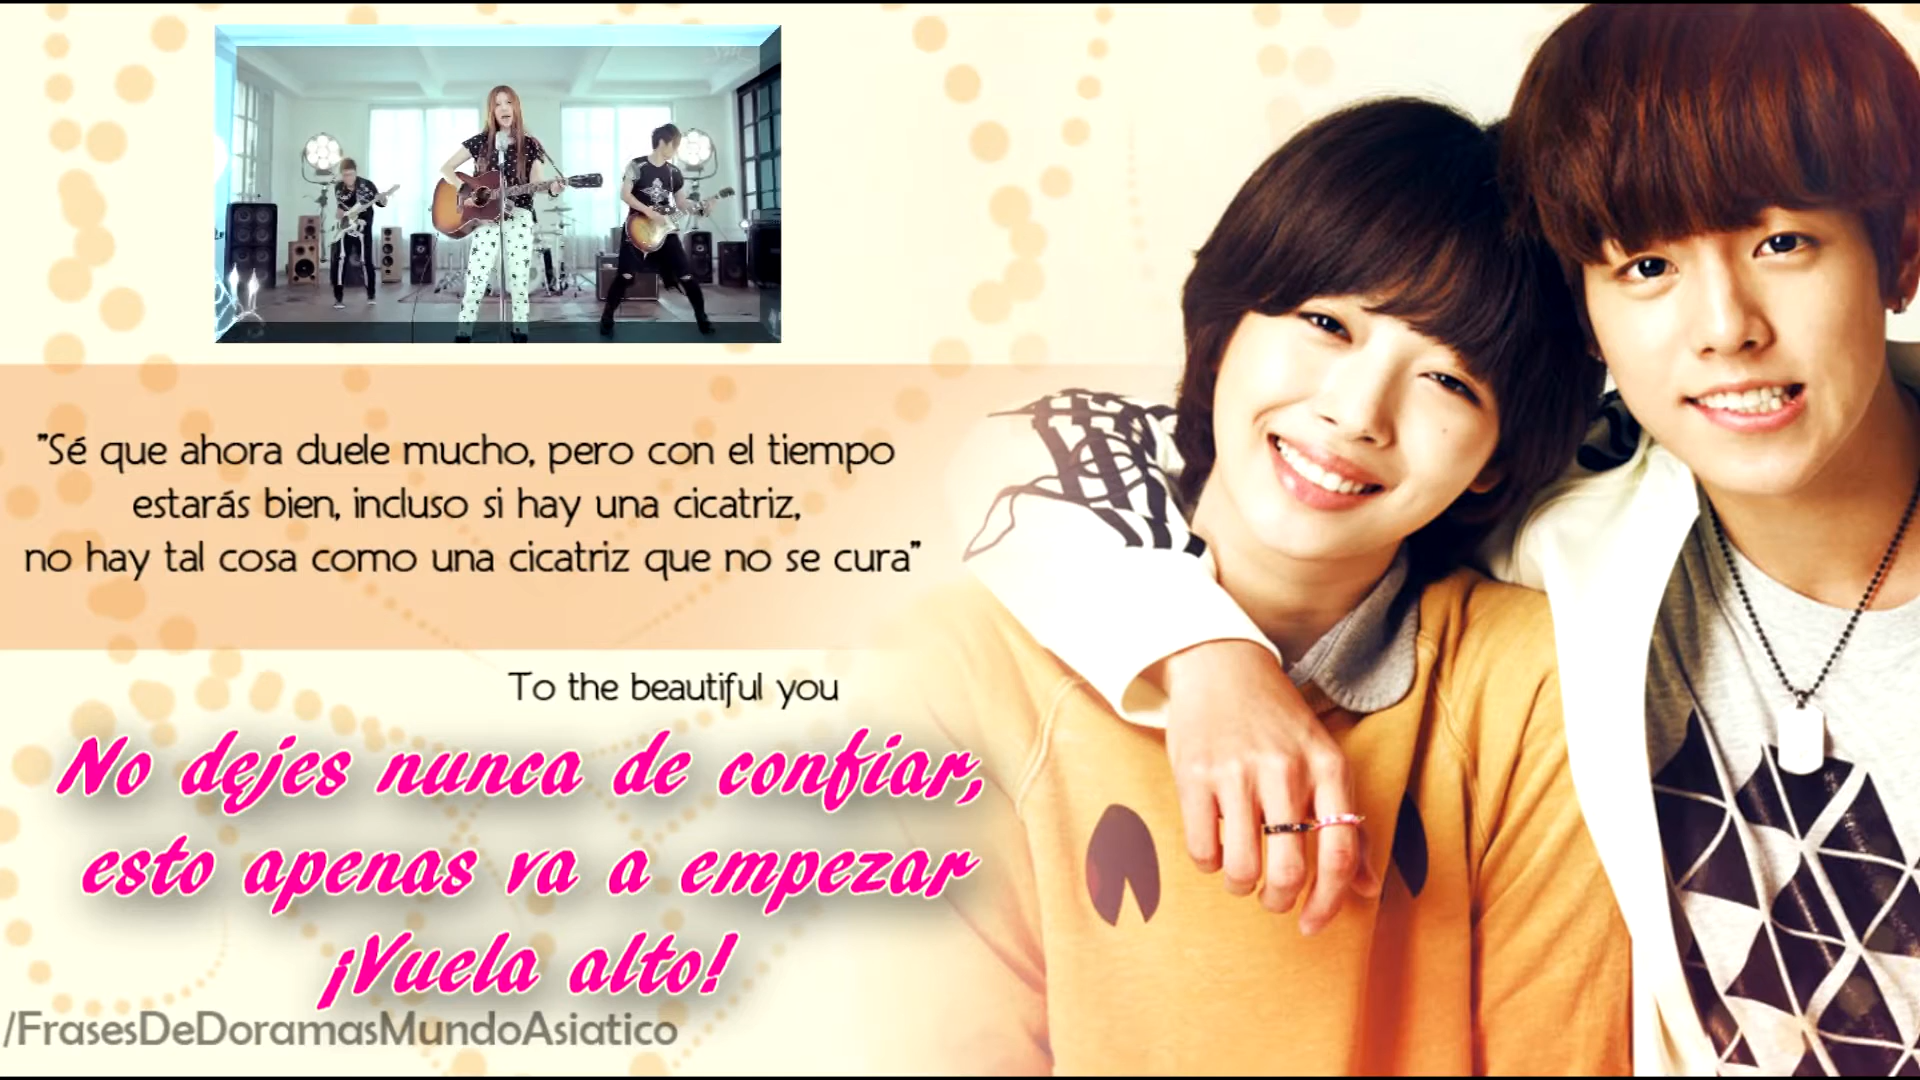 "Sé que ahora duele mucho, pero con el tiempo
estarás bien, incluso si hay una cicatriz,
no hay tal cosa como una cicatriz que no se cura"
To the beautiful you
No dejes nunca de confiar,
esto apenas va a empezar
¡Vuela alto!
/FrasesDeDoramasMundoAsiatico